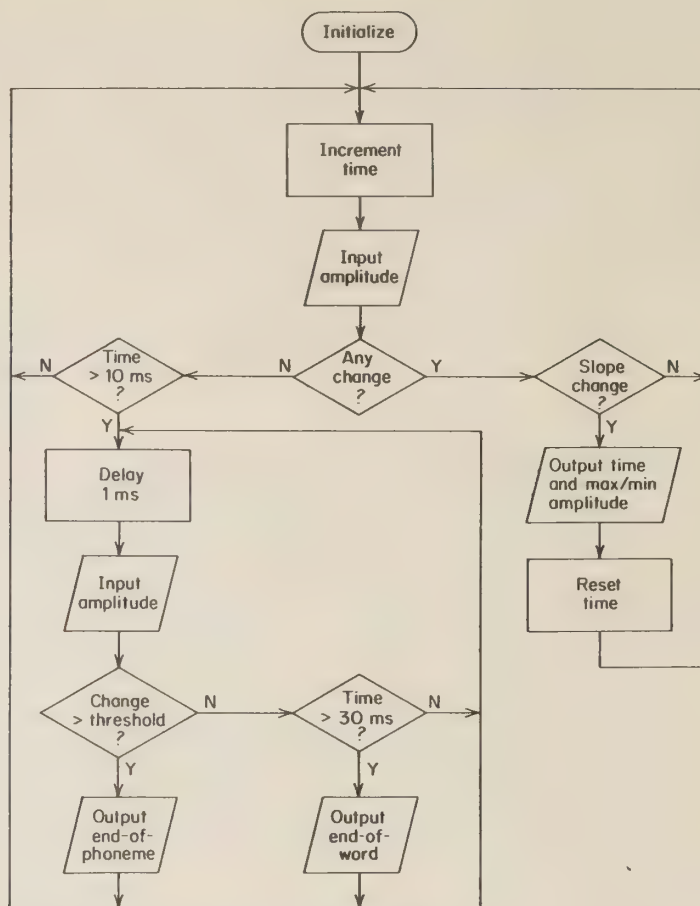 Initialize
Increment
time
Input
amplitude
Time
> 10 ms
?
N
Y
N
Any
change
?
Y
Slope
change
?
N
Y
Delay
1 ms
Output time
and max/min
amplitude
Input
amplitude
Reset
time
Change
> threshold
?
N
Y
Time
> 30 ms
?
N
Y
Output
end-of-
phoneme
Output
end-of-
word